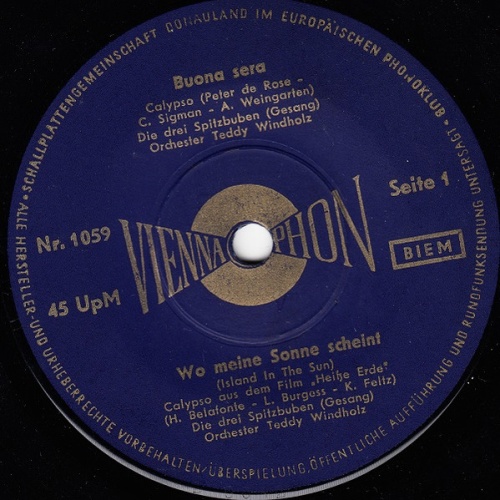 SCHALLPLATTENGEMEINSCHAFT DONAULAND IM EUROPÄISCHEN PHONOKLUB
Buona sera
Calypso (Peter de Rose -
C. Sigman - A. Weingarten)
Die drei Spitzbuben (Gesang)
Orchester Teddy Windholz
Seite 1
Nr. 1059
VIENNAPHON
BIEM
45 UpM
Wo meine Sonne scheint
(Island In The Sun)
Calypso aus dem Film „Heiße Erde"
(H. Belafonte - L. Burgess - K. Feltz)
Die drei Spitzbuben (Gesang)
Orchester Teddy Windholz
* ALLE HERSTELLER-UND URHEBERRECHTE VORBEHALTEN/ÜBERSPIELUNG,ÖFFENTLICHE AUFFÜHRUNG UND RUNDFUNKSENDUNG UNTERSAGT *